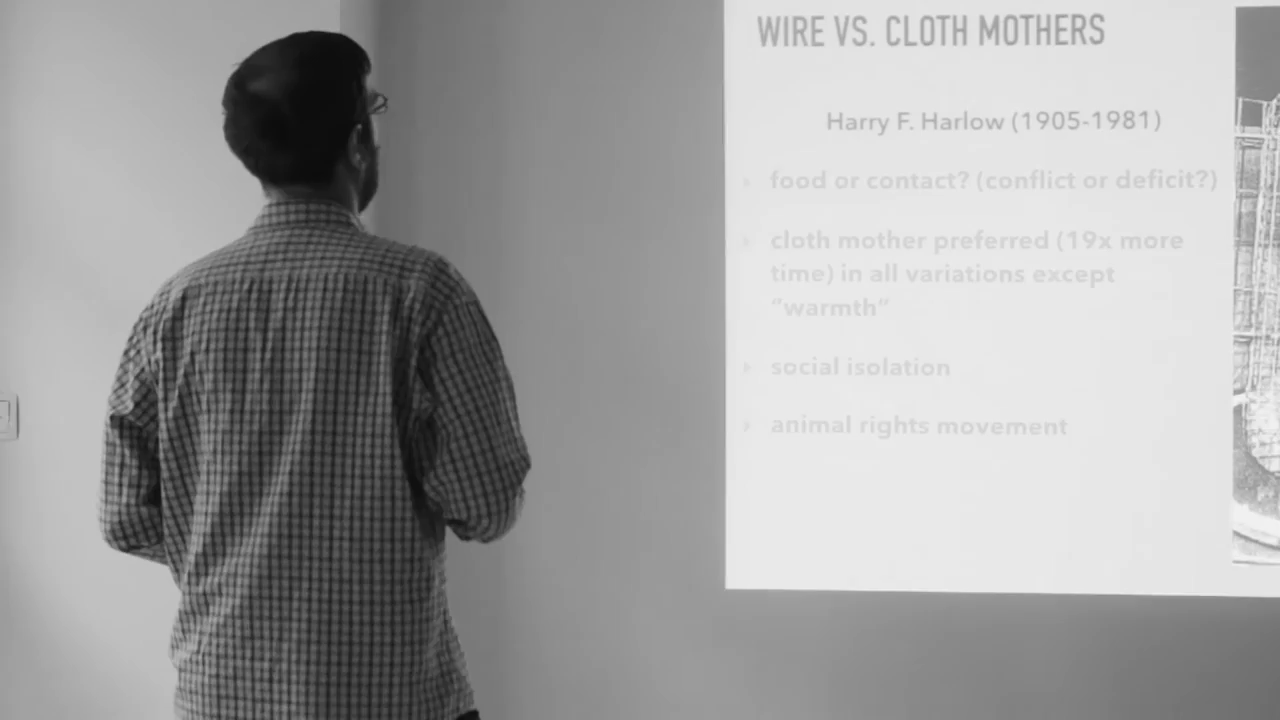 WIRE VS. CLOTH MOTHERS
Harry F. Harlow (1905-1981)
food or contact? (conflict or deficit?)
cloth mother preferred (19x more
time) in all variations except
“warmth”
social isolation
animal rights movement